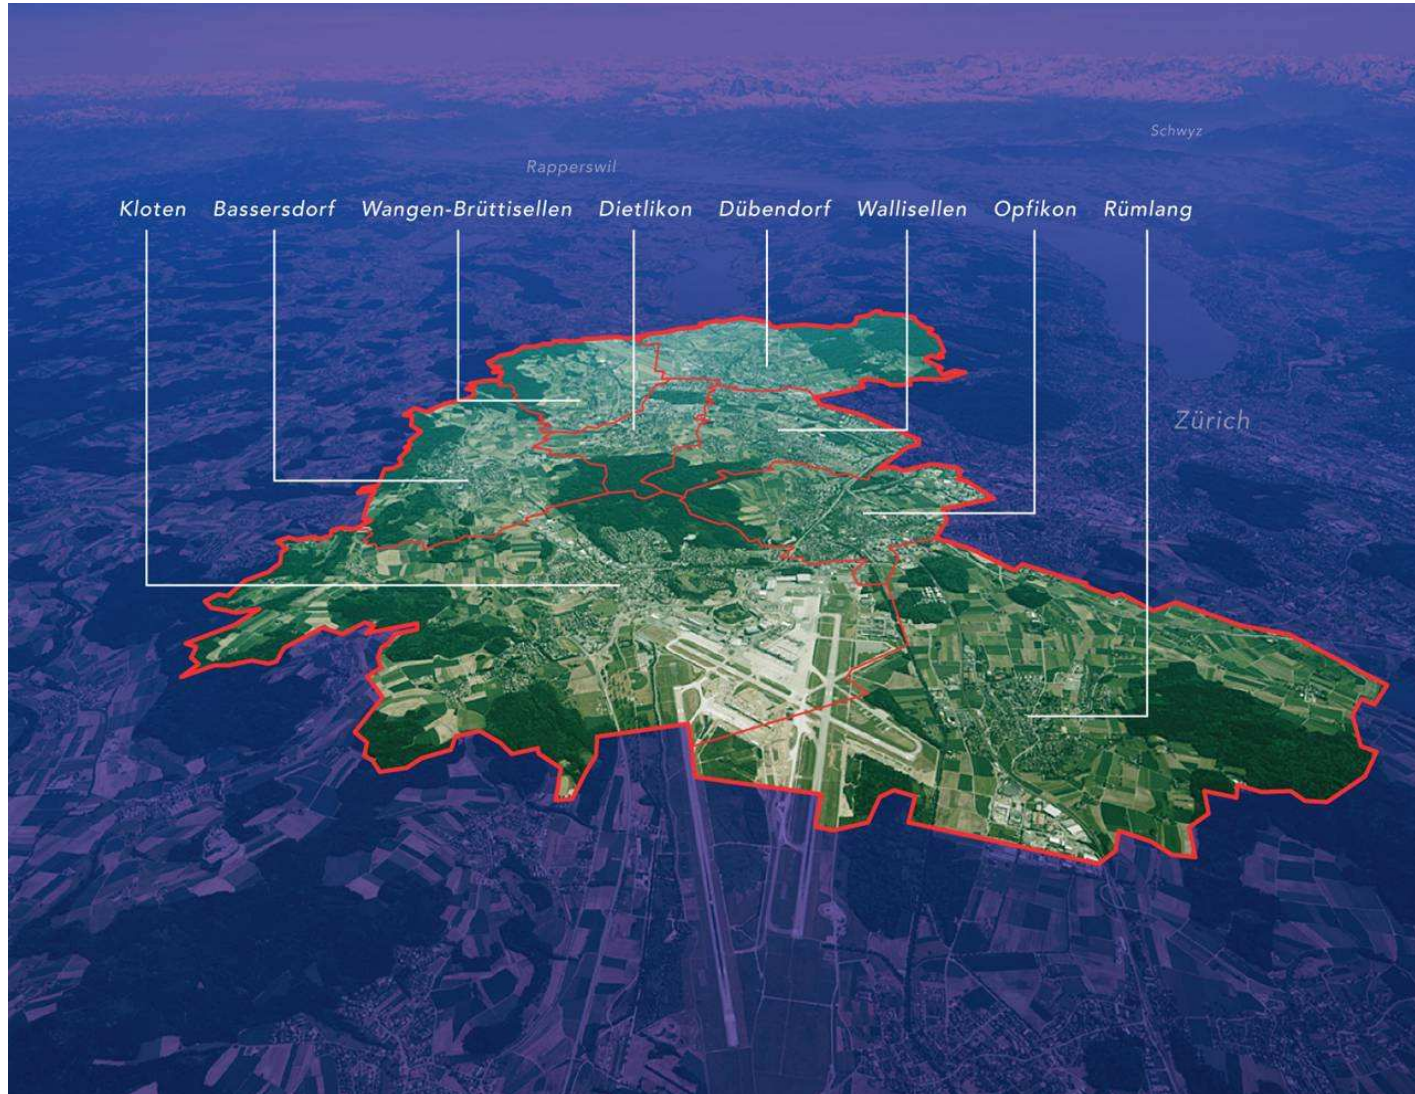 Schwyz
Rapperswil
Kloten Bassersdorf Wangen-Brüttisellen Dietlikon Dübendorf Wallisellen Opfikon Rümlang
Zürich